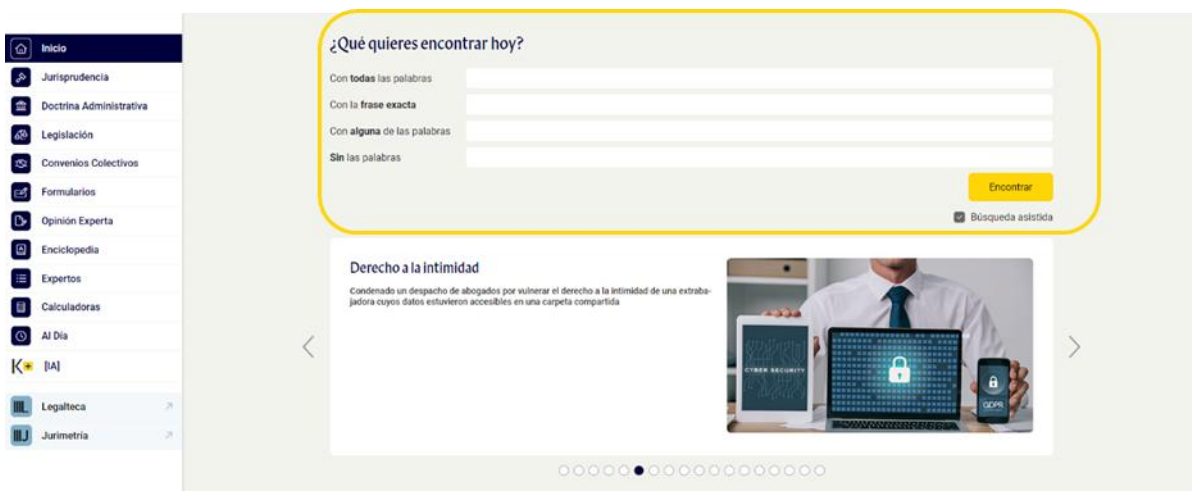 Inicio
Jurisprudencia
Doctrina Administrativa
Legislación
Convenios Colectivos
Formularios
Opinión Experta
Enciclopedia
Expertos
Calculadoras
Al Día
K+ [IA]
Legalteca
Jurimetría
¿Qué quieres encontrar hoy?
Con todas las palabras
Con la frase exacta
Con alguna de las palabras
Sin las palabras
Encontrar
Búsqueda asistida
Derecho a la intimidad
Condenado un despacho de abogados por vulnerar el derecho a la intimidad de una extraba-
jadora cuyos datos estuvieron accesibles en una carpeta compartida
CYBER SECURITY
GDPR